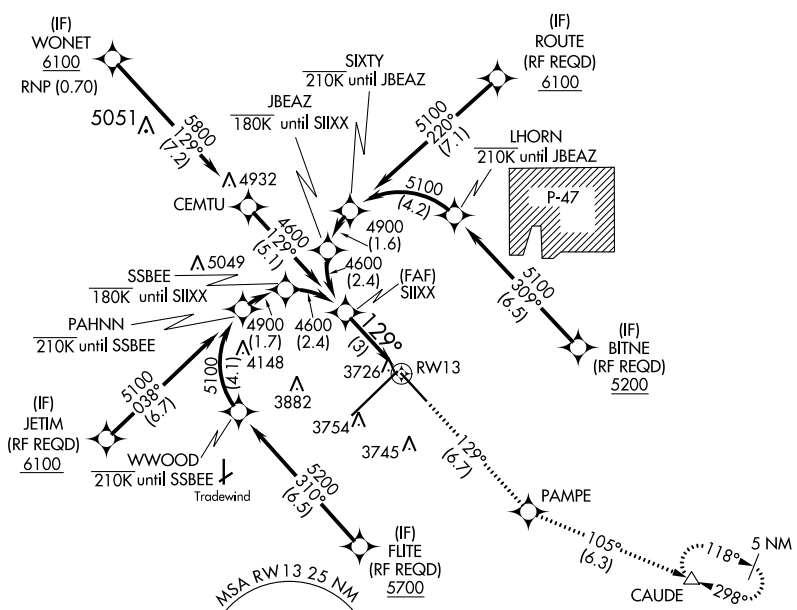 (IF)
WONET
6100
RNP (0.70)
5051
5800
129°
(7.2)
4932
CEMTU
4600
129°
(5.1)
SIXTY
210K until JBEAZ
JBEAZ
180K until SIIXX
(IF)
ROUTE
(RF REQD)
6100
5100
220°
(7.1)
LHORN
210K until JBEAZ
P-47
5100
(4.2)
4900
(1.6)
4600
(2.4)
(FAF)
SIIXX
5100
309°
(6.5)
(IF)
BITNE
(RF REQD)
5200
SSBEE
180K until SIIXX
5049
PAHNN
210K until SSBEE
4900
(1.7)
4600
(2.4)
4148
3882
129°
(3)
3726
RW13
3754
3745
5100
038°
(6.7)
(IF)
JETIM
(RF REQD)
6100
5100
(4.1)
WWOOD
210K until SSBEE
Tradewind
5200
310°
(6.5)
(IF)
FLITE
(RF REQD)
5700
129°
(6.7)
PAMPE
105°
(6.3)
118°
5 NM
298°
CAUDE
MSA RW13 25 NM